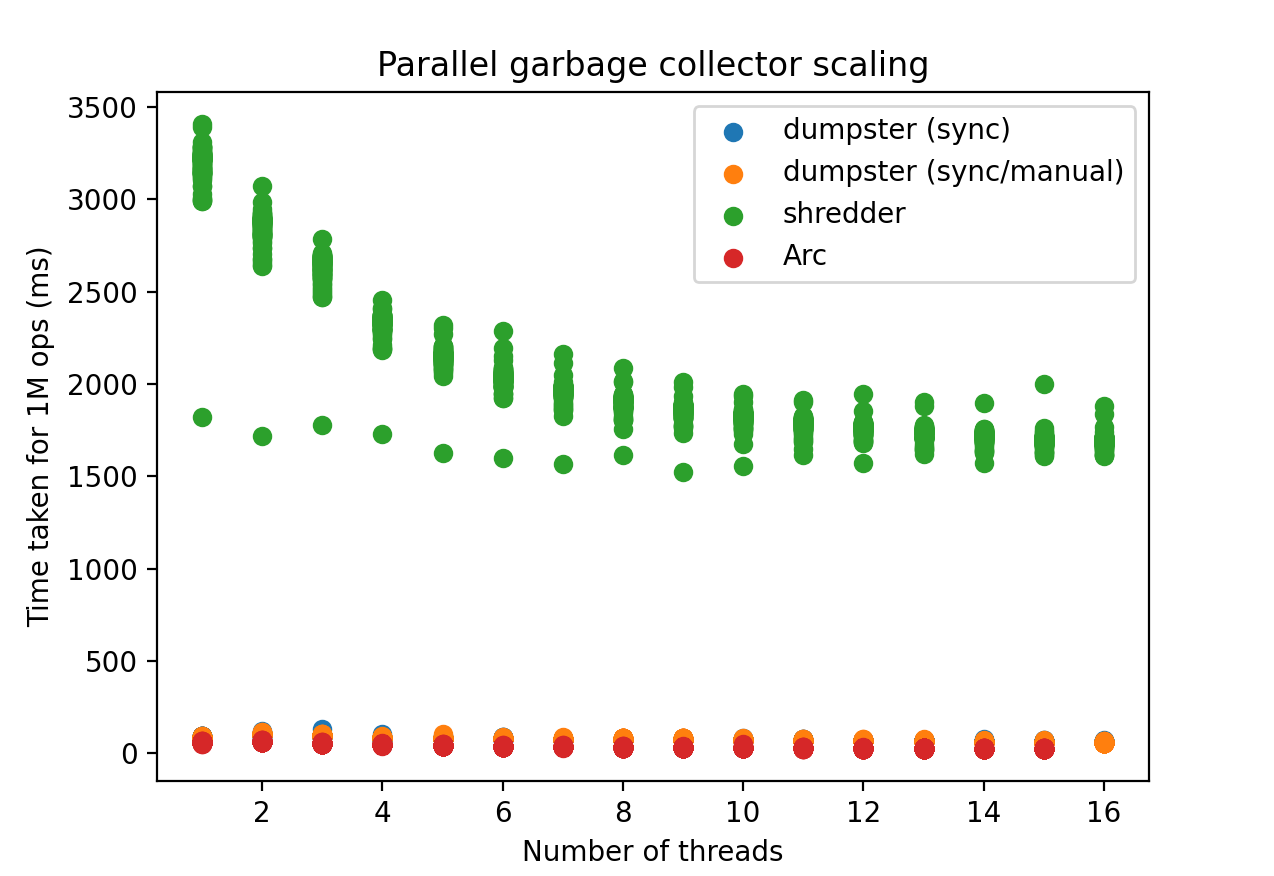 Parallel garbage collector scaling
dumpster (sync)
dumpster (sync/manual)
shredder
Arc
Time taken for 1M ops (ms)
3500
3000
2500
2000
1500
1000
500
0
2 4 6 8 10 12 14 16
Number of threads